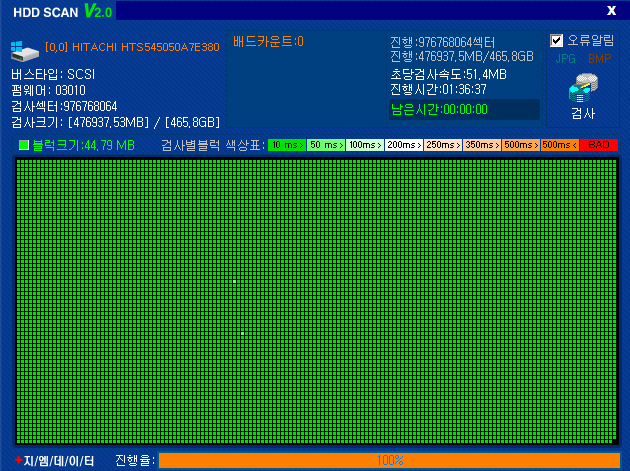 HDD SCAN V2.0 X
[0,0] HITACHI HTS545050A7E380
버스타입: SCSI
펌웨어: 03010
검사섹터:976768064
검사크기: [476937,53MB] / [465,8GB]
배드카운트:0
진행:976768064섹터
진행:476937,5MB/465,8GB
초당검사속도:51,4MB
진행시간:01:36:37
남은시간:00:00:00
오류알림
JPG BMP
검사
블럭크기:44,79 MB
검사별블럭 색상표: 10 ms> 50 ms> 100ms> 200ms> 250ms> 350ms> 500ms> 500ms< BAD
+지/엠/데/이/터
진행율: 100%